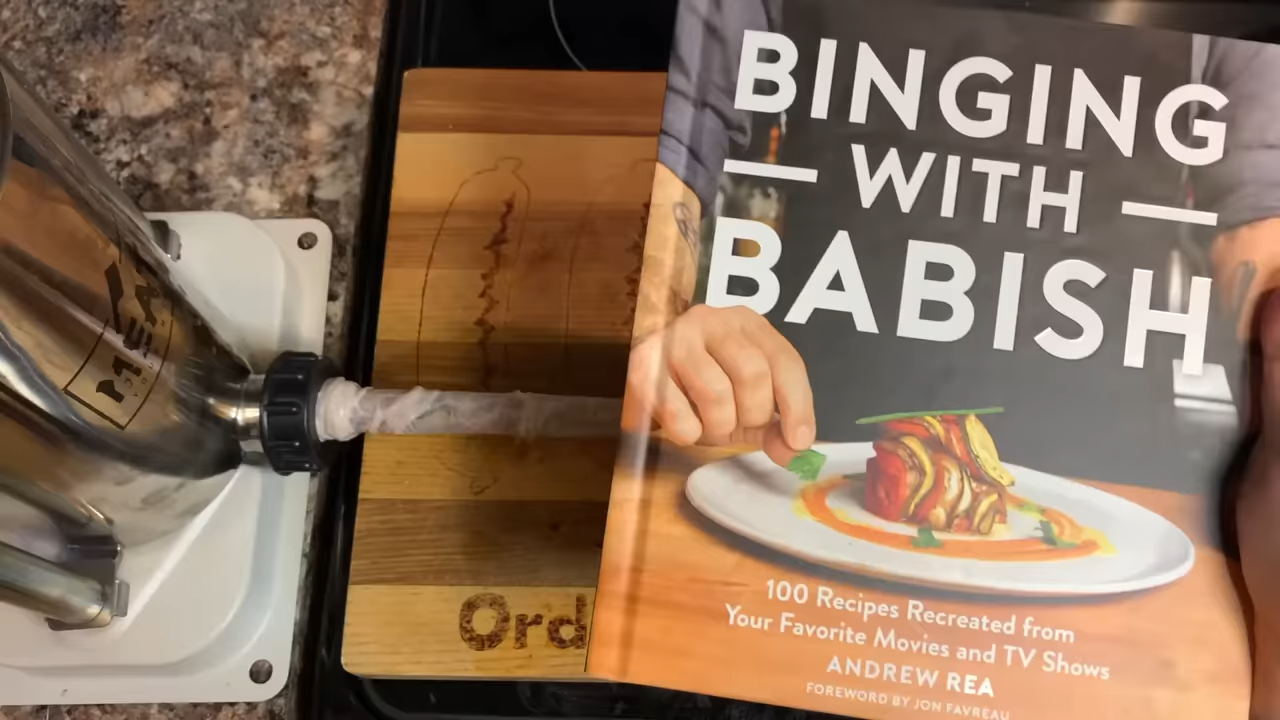 MEAT
Ord
BINGING
WITH
BABISH
100 Recipes Recreated from
Your Favorite Movies and TV Shows
ANDREW REA
FOREWORD BY JON FAVREAU